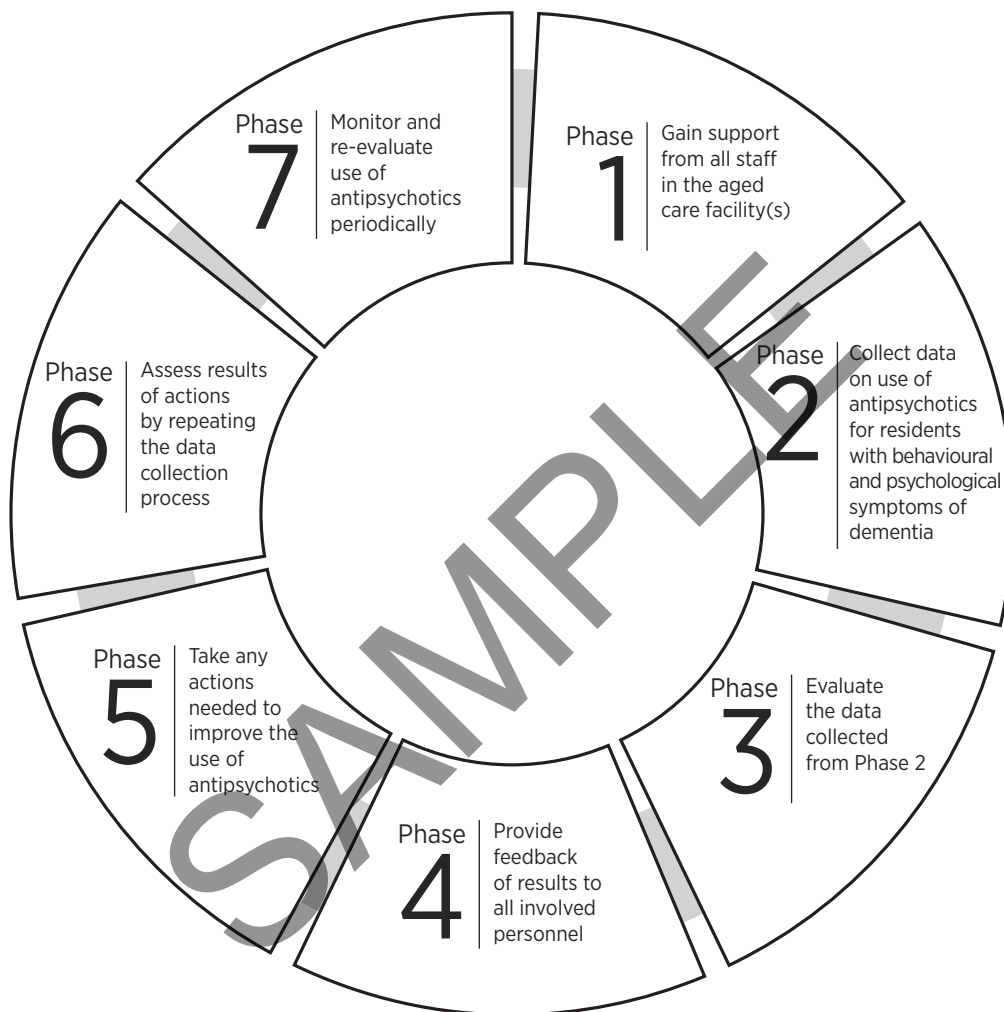 Phase
1
Gain support
from all staff
in the aged
care facility(s)
Phase
2
Collect data
on use of
antipsychotics
for residents
with behavioural
and psychological
symptoms of
dementia
Phase
3
Evaluate
the data
collected
from Phase 2
Phase
4
Provide
feedback
of results to
all involved
personnel
Phase
5
Take any
actions
needed to
improve the
use of
antipsychotics
Phase
6
Assess results
of actions
by repeating
the data
collection
process
Phase
7
Monitor and
re-evaluate
use of
antipsychotics
periodically
SAMPLE